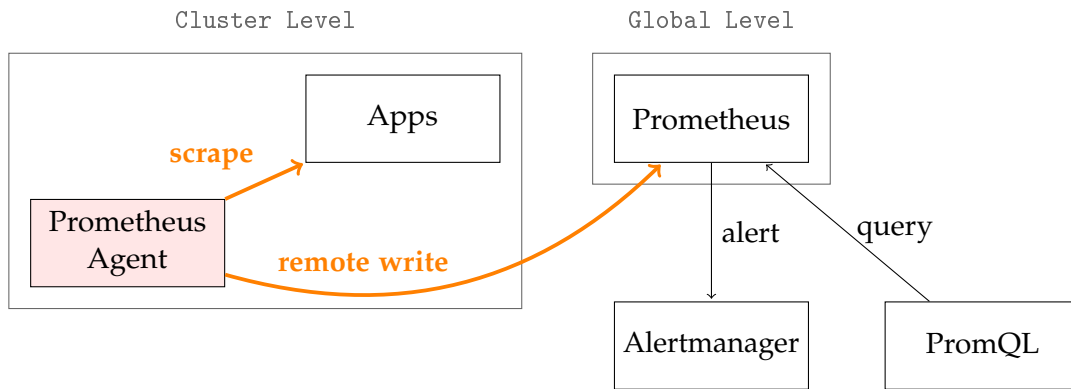 Cluster Level
Global Level
Apps
Prometheus
scrape
Prometheus
Agent
remote write
alert
query
Alertmanager
PromQL